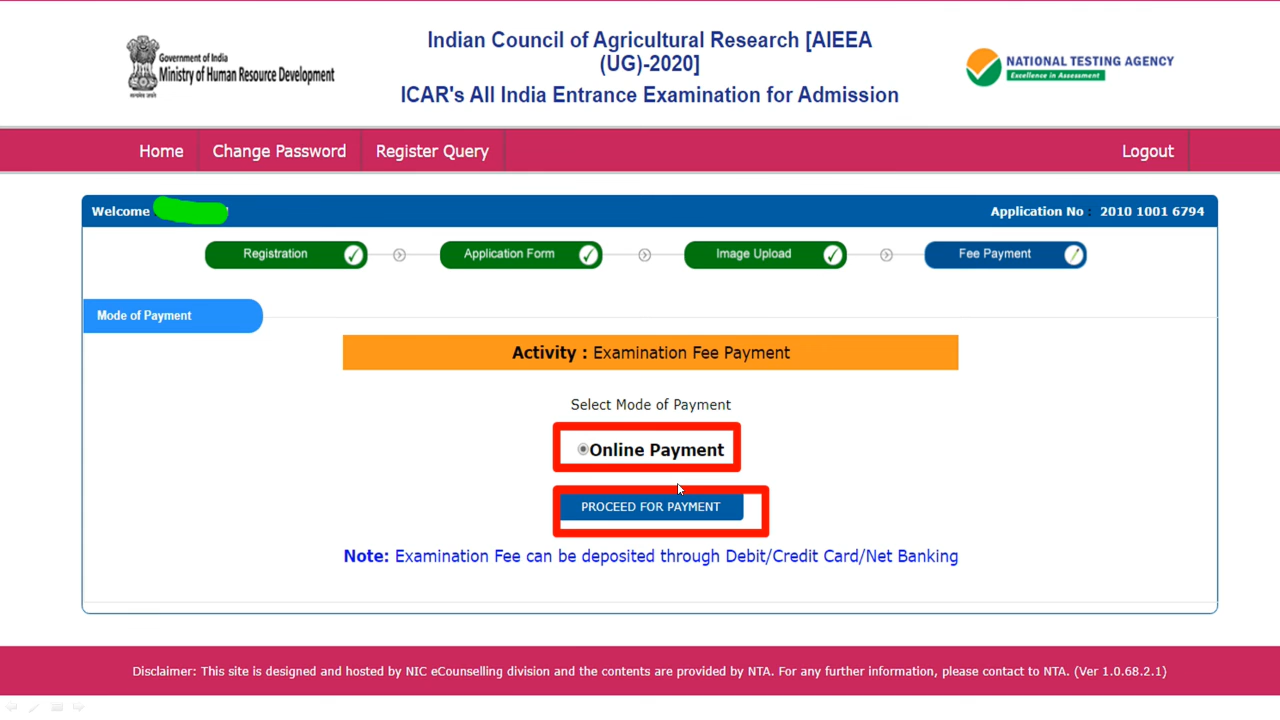 Government of India
Ministry of Human Resource Development
Indian Council of Agricultural Research [AIEEA
(UG)-2020]
ICAR's All India Entrance Examination for Admission
NATIONAL TESTING AGENCY
Excellence in Assessment
Home Change Password Register Query Logout
Welcome Application No : 2010 1001 6794
Registration Application Form Image Upload Fee Payment
Mode of Payment
Activity : Examination Fee Payment
Select Mode of Payment
Online Payment
PROCEED FOR PAYMENT
Note: Examination Fee can be deposited through Debit/Credit Card/Net Banking
Disclaimer: This site is designed and hosted by NIC eCounselling division and the contents are provided by NTA. For any further information, please contact to NTA. (Ver 1.0.68.2.1)